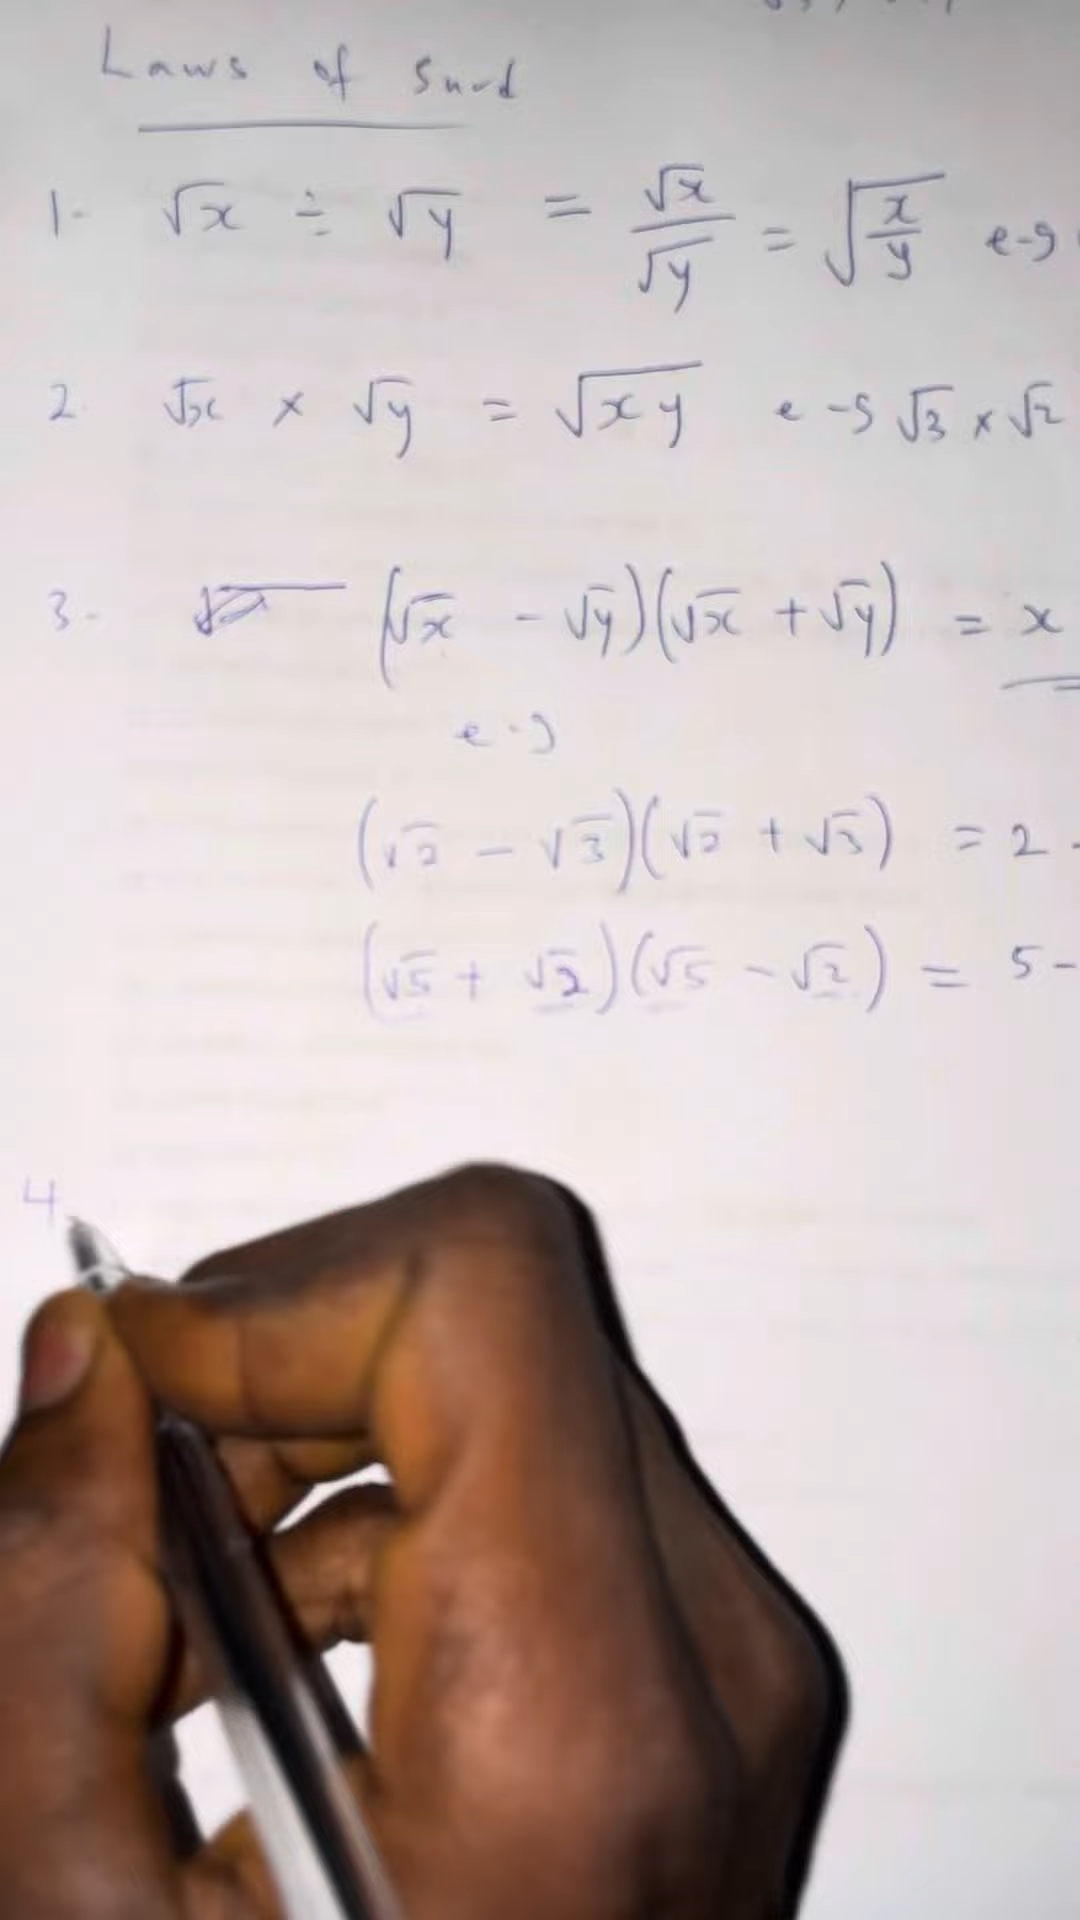 Laws of Surd
1. √x ÷ √y = √x/√y = √(x/y) e-g
2. √x × √y = √xy e-g √3 × √2
3. (√x - √y)(√x + √y) = x
e.g
(√2 - √3)(√2 + √3) = 2 -
(√5 + √2)(√5 - √2) = 5 -
4